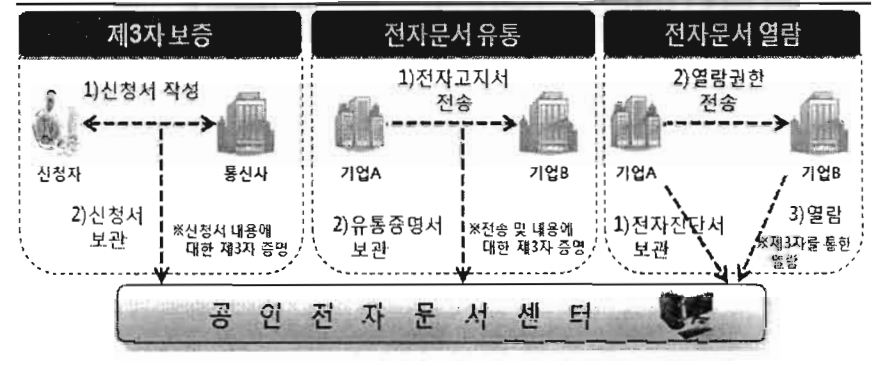 제3자 보증
1)신청서 작성
신청자
통신사
2)신청서
보관
※신청서 내용에
대한 제3자 증명
전자문서 유통
1)전자고지서
전송
기업A
기업B
2)유통증명서
보관
※전송 및 내용에
대한 제3자 증명
전자문서 열람
2)열람권한
전송
기업A
기업B
1)전자진단서
보관
3)열람
※제3자를 통한
열람
공 인 전 자 문 서 센 터